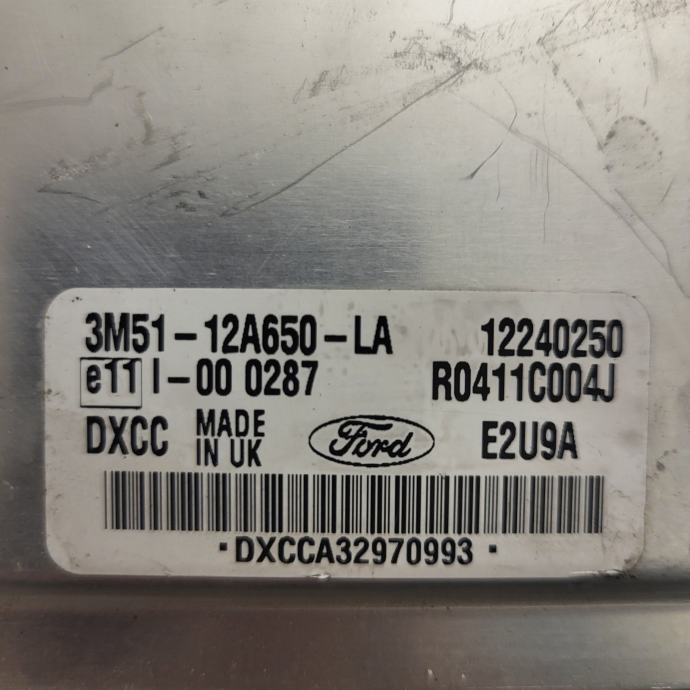 3M51-12A650-LA 12240250
e11 I-00 0287 R0411C004J
DXCC MADE IN UK Ford E2U9A
·DXCCA32970993·